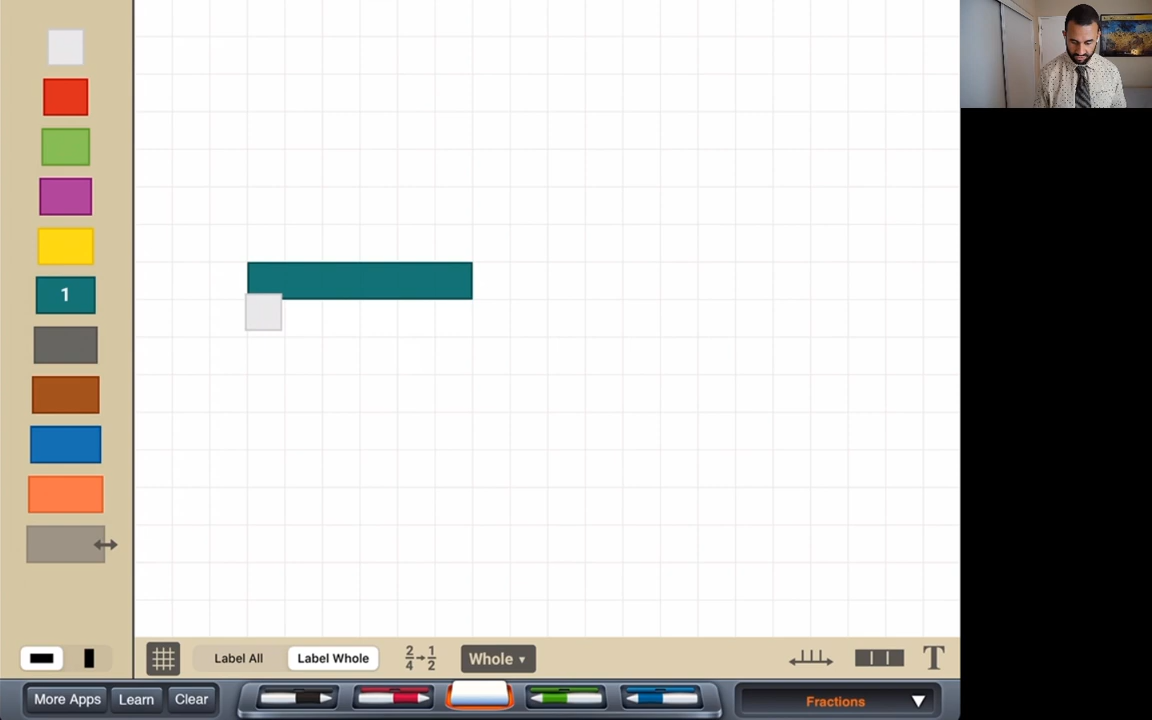 1
Label All
Label Whole
2/4→1/2
Whole ▾
T
More Apps
Learn
Clear
Fractions ▼